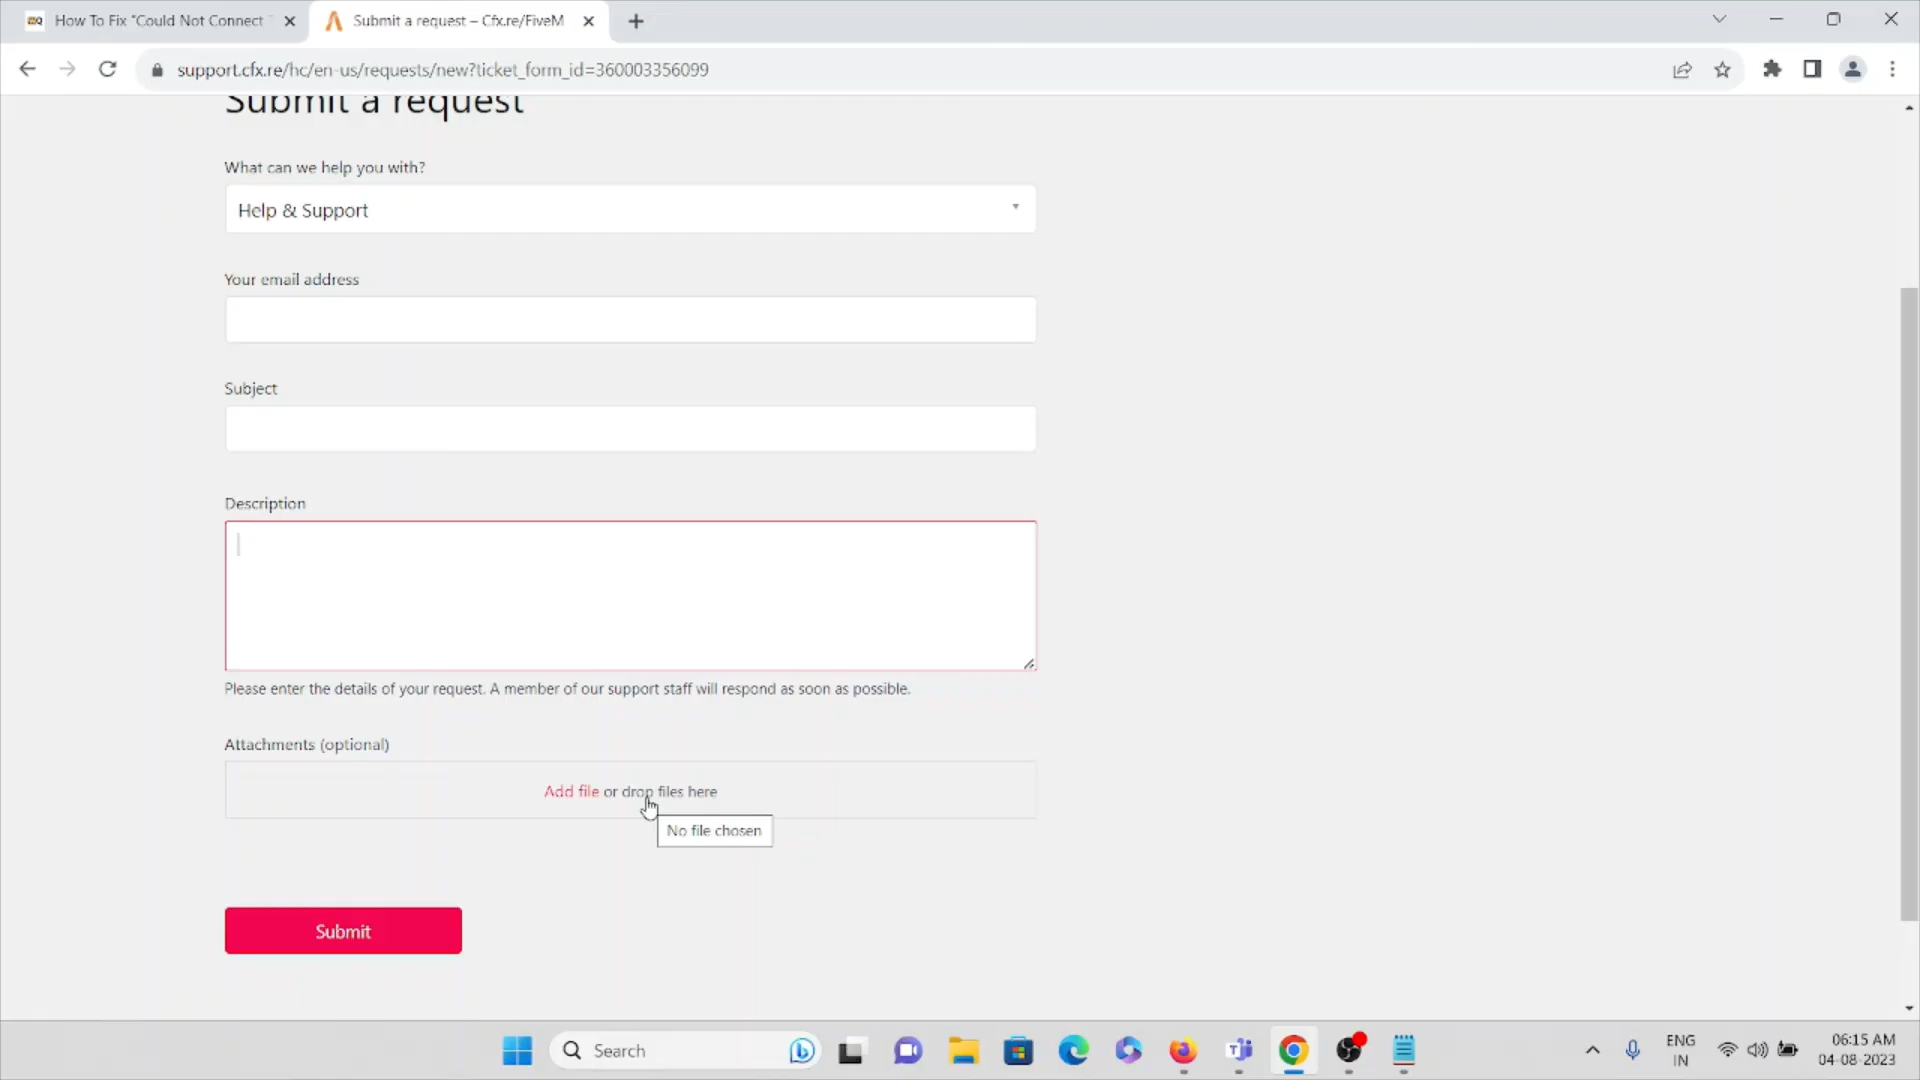 How To Fix "Could Not Connect
Submit a request – Cfx.re/FiveM
support.cfx.re/hc/en-us/requests/new?ticket_form_id=360003356099
Submit a request
What can we help you with?
Help & Support
Your email address
Subject
Description
Please enter the details of your request. A member of our support staff will respond as soon as possible.
Attachments (optional)
Add file or drop files here
No file chosen
Submit
Search
ENG
IN
06:15 AM
04-08-2023